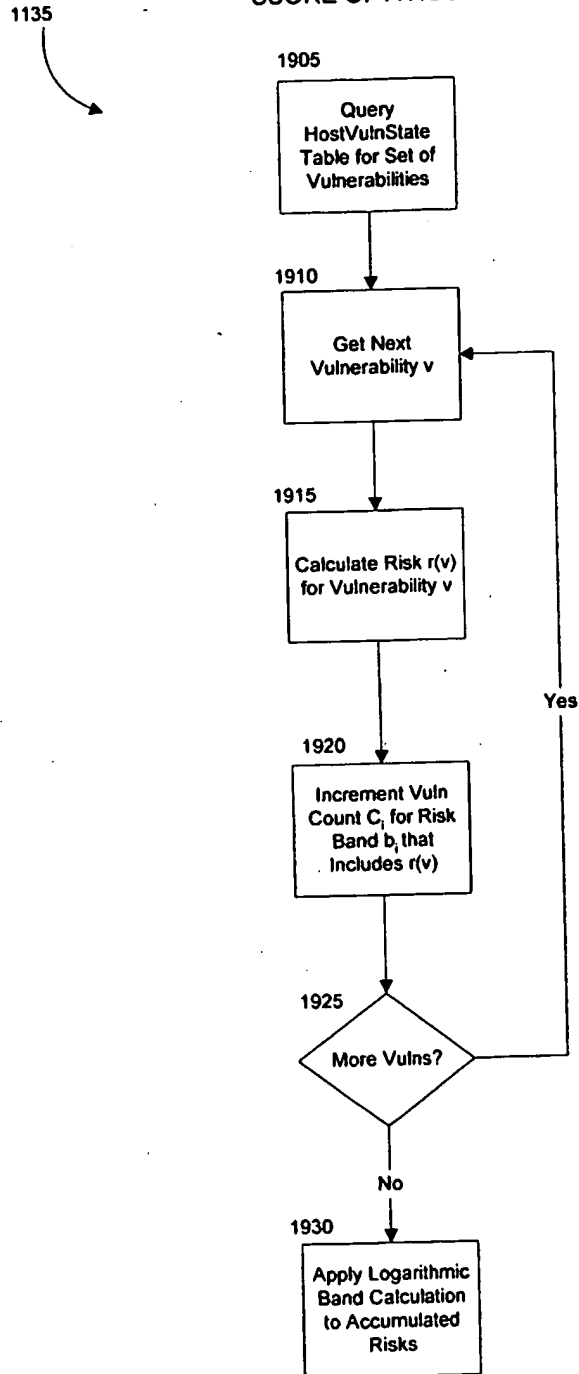 1135
1905
Query
HostVulnState
Table for Set of
Vulnerabilities
1910
Get Next
Vulnerability v
1915
Calculate Risk r(v)
for Vulnerability v
Yes
1920
Increment Vuln
Count Ci for Risk
Band bi that
Includes r(v)
1925
More Vulns?
No
1930
Apply Logarithmic
Band Calculation
to Accumulated
Risks